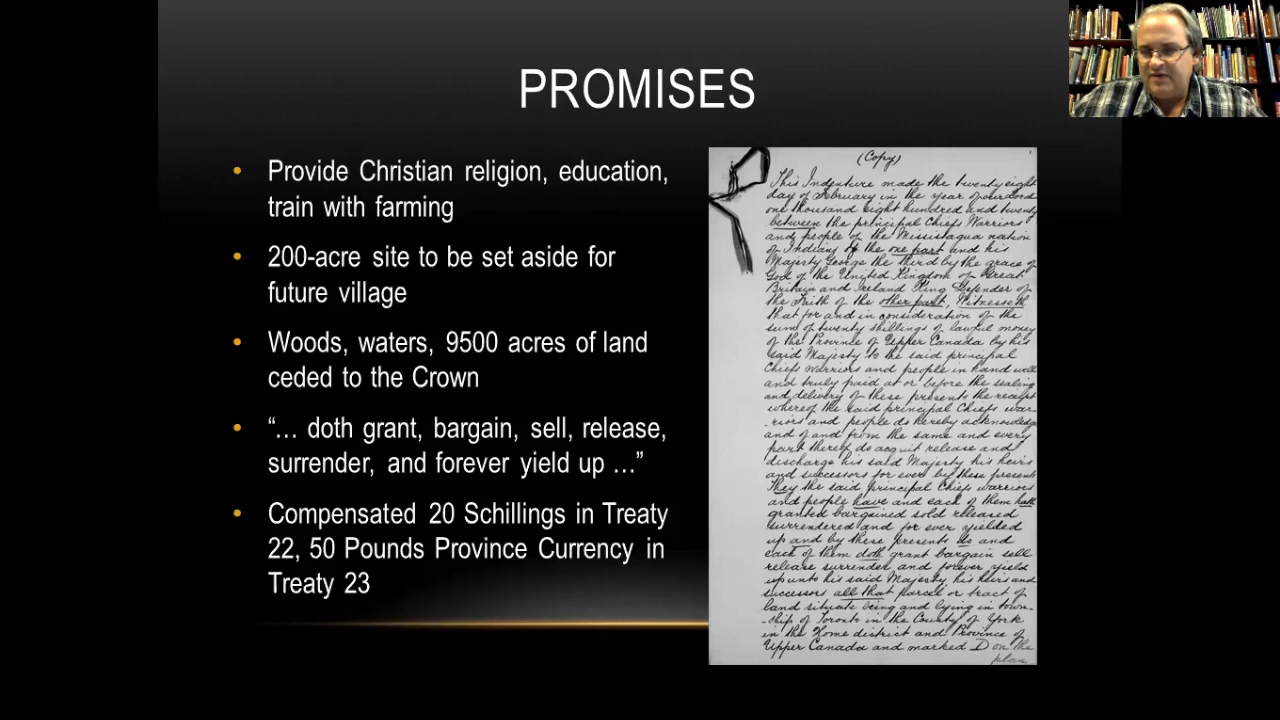 PROMISES
• Provide Christian religion, education,
train with farming
• 200-acre site to be set aside for
future village
• Woods, waters, 9500 acres of land
ceded to the Crown
• “… doth grant, bargain, sell, release,
surrender, and forever yield up …”
• Compensated 20 Schillings in Treaty
22, 50 Pounds Province Currency in
Treaty 23
(Copy)
This Indenture made the twenty eight
day of February in the year of our Lord
one thousand eight hundred and twenty
between the principal Chiefs Warriors
and people of the Mississagua nation
of Indians of the one part and his
Majesty George the third by the grace of
God of the United Kingdom of Great
Britain and Ireland King Defender of
the Faith of the other part, Witnesseth
that for and in consideration of the
sum of twenty shillings of lawful money
of the Province of Upper Canada by his
said Majesty to the said principal
Chiefs Warriors and people in hand well
and truly paid at or before the sealing
and delivery of these presents the receipt
whereof the said principal Chiefs war-
-riors and people do hereby acknowledge
and of and from the same and every
part thereof do acquit release and
discharge his said Majesty his heirs
and successors for ever by these presents
They the said principal Chiefs warriors
and people have and each of them hath
granted bargained sold released
surrendered and for ever yielded
up and by these presents do and
each of them doth grant bargain sell
release surrender and forever yield
up unto his said Majesty his heirs and
successors all that parcel or tract of
land situate being and lying in town-
-ship of Toronto in the County of York
in the Home district and Province of
Upper Canada and marked D on the
plan